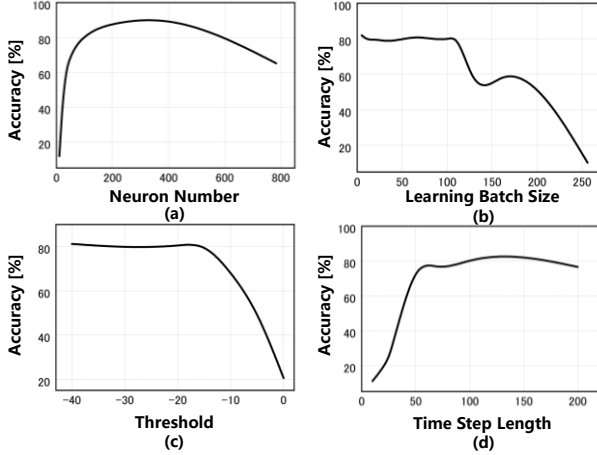 100
80
60
40
20
0 200 400 600 800
Accuracy [%]
Neuron Number
(a)
100
80
60
40
20
0 50 100 150 200 250
Accuracy [%]
Learning Batch Size
(b)
80
60
40
20
−40 −30 −20 −10 0
Accuracy [%]
Threshold
(c)
100
80
60
40
20
0 50 100 150 200
Accuracy [%]
Time Step Length
(d)